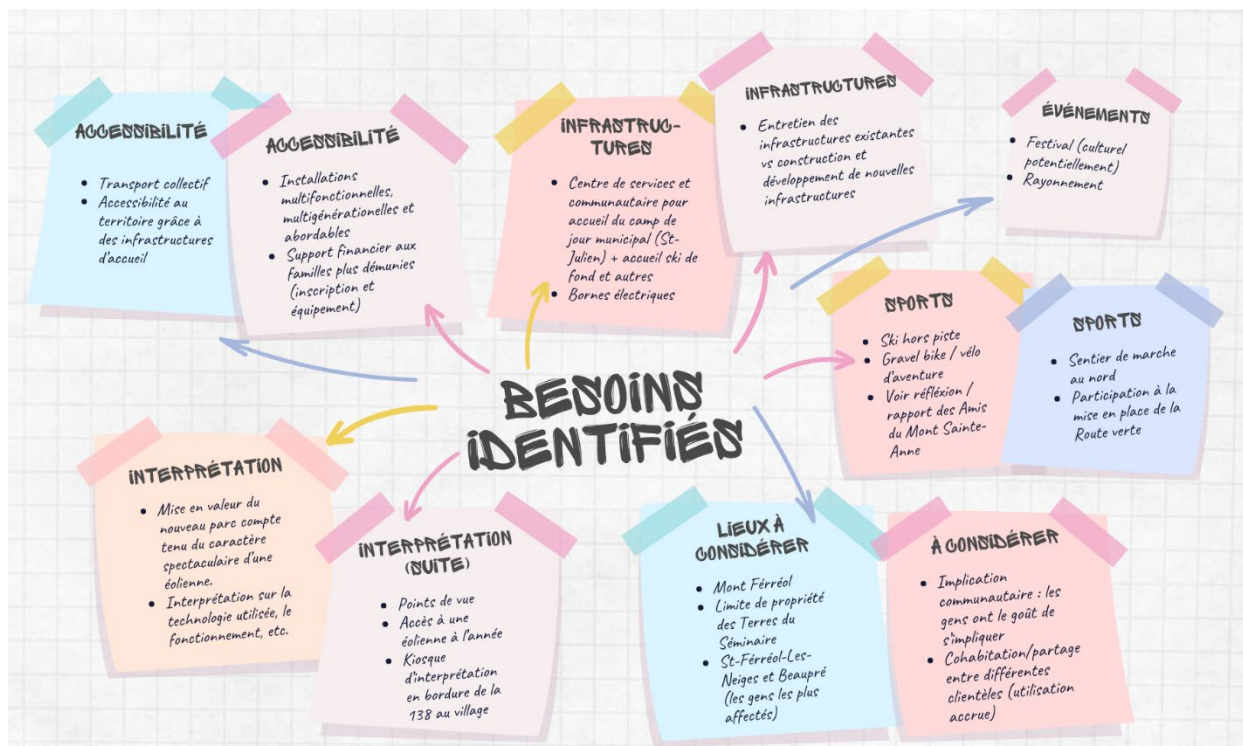 ACCESSIBILITÉ
• Transport collectif
• Accessibilité au
territoire grâce à
des infrastructures
d'accueil
ACCESSIBILITÉ
• Installations
multifonctionnelles,
multigénérationelles et
abordables
• Support financier aux
familles plus démunies
(inscription et
équipement)
INFRASTRUC-
TURES
• Centre de services et
communautaire pour
accueil du camp de
jour municipal (St-
Julien) + accueil ski de
fond et autres
• Bornes électriques
INFRASTRUCTURES
• Entretien des
infrastructures existantes
vs construction et
développement de nouvelles
infrastructures
ÉVÉNEMENTS
• Festival (culturel
potentiellement)
• Rayonnement
SPORTS
• Ski hors piste
• Gravel bike / vélo
d'aventure
• Voir réfléxion /
rapport des Amis
du Mont Sainte-
Anne
SPORTS
• Sentier de marche
au nord
• Participation à la
mise en place de la
Route verte
BESOINS
IDENTIFIÉS
INTERPRÉTATION
• Mise en valeur du
nouveau parc compte
tenu du caractère
spectaculaire d'une
éolienne.
• Interprétation sur la
technologie utilisée, le
fonctionnement, etc.
INTERPRÉTATION
(SUITE)
• Points de vue
• Accès à une
éolienne à l'année
• Kiosque
d'interprétation
en bordure de la
138 au village
LIEUX À
CONSIDÉRER
• Mont Férréol
• Limite de propriété
des Terres du
Séminaire
• St-Férréol-Les-
Neiges et Beaupré
(les gens les plus
affectés)
À CONSIDÉRER
• Implication
communautaire : les
gens ont le goût de
s'impliquer
• Cohabitation/partage
entre différentes
clientèles (utilisation
accrue)